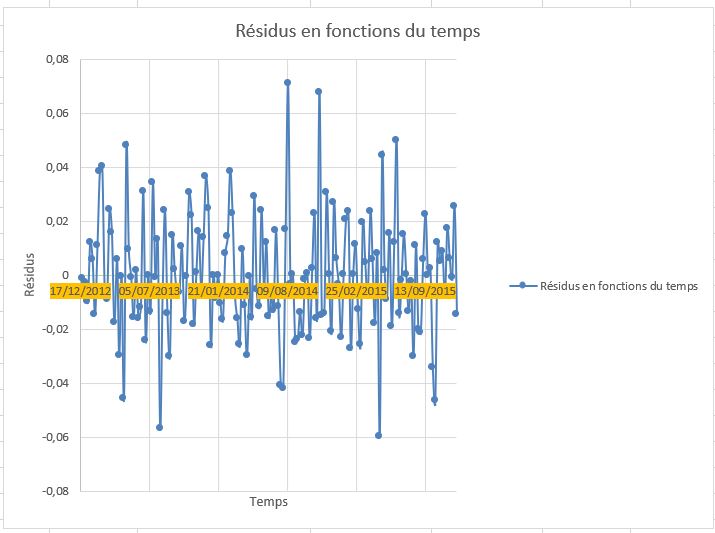 Résidus en fonctions du temps
0,08
0,06
0,04
0,02
0
-0,02
-0,04
-0,06
-0,08
Résidus
17/12/2012 05/07/2013 21/01/2014 09/08/2014 25/02/2015 13/09/2015
Temps
Résidus en fonctions du temps